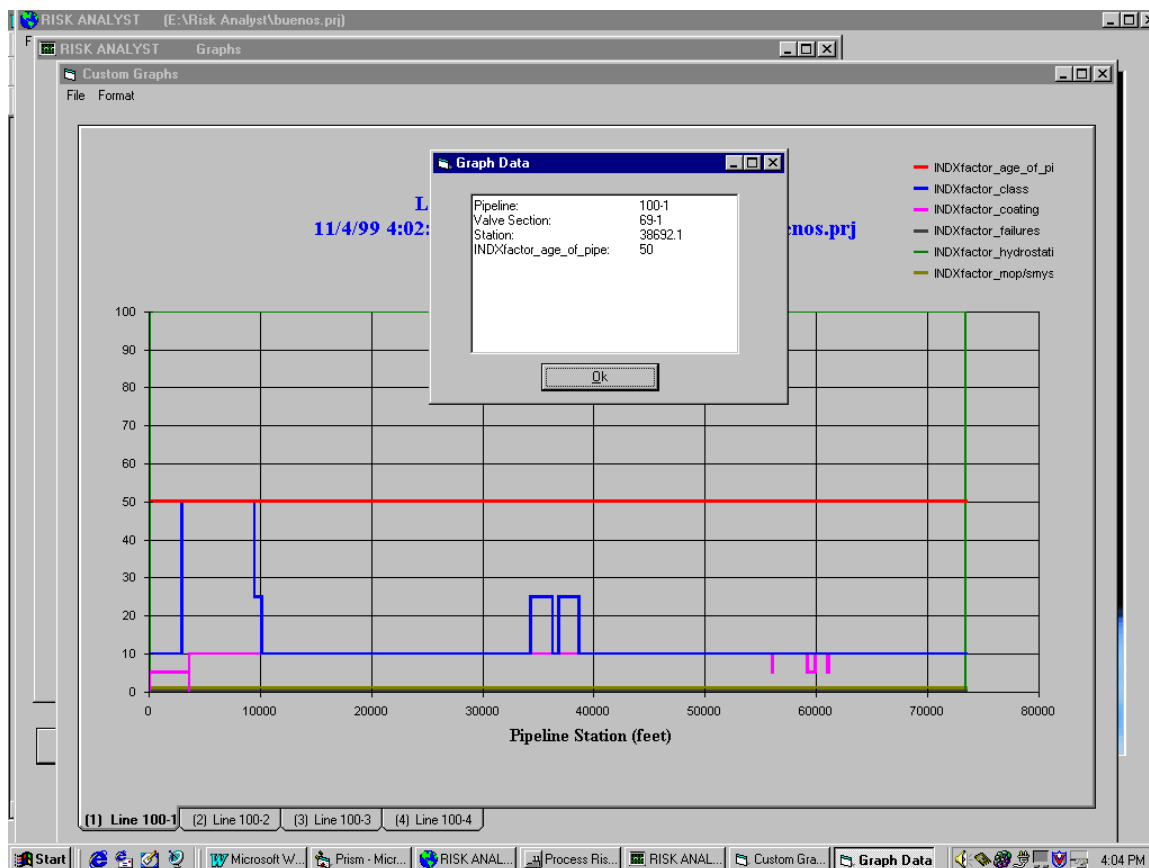 RISK ANALYST (E:\Risk Analyst\buenos.prj)
F
RISK ANALYST Graphs
Custom Graphs
File Format
Graph Data
Pipeline: 100-1
Valve Section: 69-1
Station: 38692.1
INDXfactor_age_of_pipe: 50
Ok
L
11/4/99 4:02: enos.prj
INDXfactor_age_of_pi
INDXfactor_class
INDXfactor_coating
INDXfactor_failures
INDXfactor_hydrostati
INDXfactor_mop/smys
100
90
80
70
60
50
40
30
20
10
0
0 10000 20000 30000 40000 50000 60000 70000 80000
Pipeline Station (feet)
(1) Line 100-1 (2) Line 100-2 (3) Line 100-3 (4) Line 100-4
Start Microsoft W... Prism - Micr... RISK ANAL... Process Ris... RISK ANAL... Custom Gra... Graph Data 4:04 PM